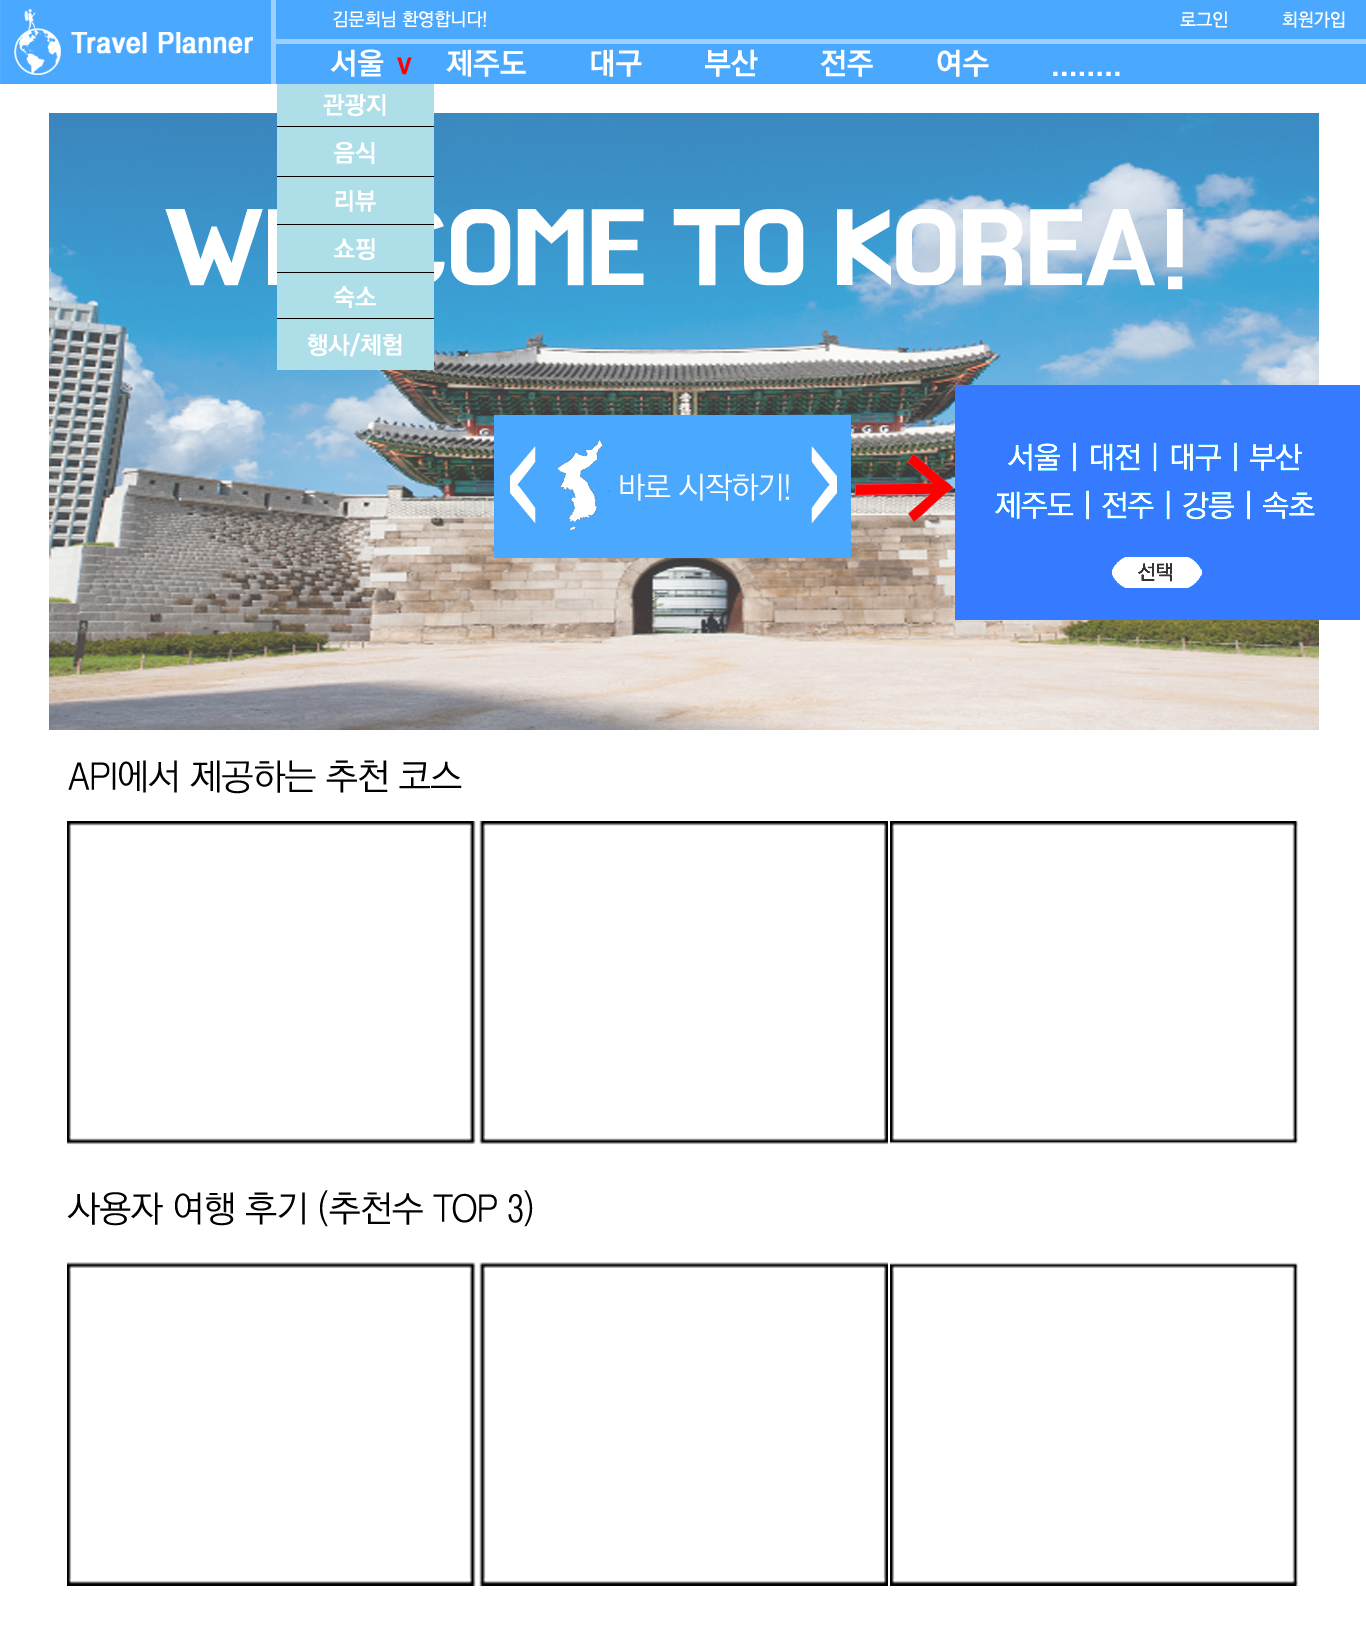 Travel Planner
김문희님 환영합니다!
로그인
회원가입
서울 v 제주도 대구 부산 전주 여수 ........
관광지
음식
리뷰
쇼핑
숙소
행사/체험
COME TO KOREA!
바로 시작하기!
서울 | 대전 | 대구 | 부산
제주도 | 전주 | 강릉 | 속초
선택
API에서 제공하는 추천 코스
사용자 여행 후기 (추천수 TOP 3)